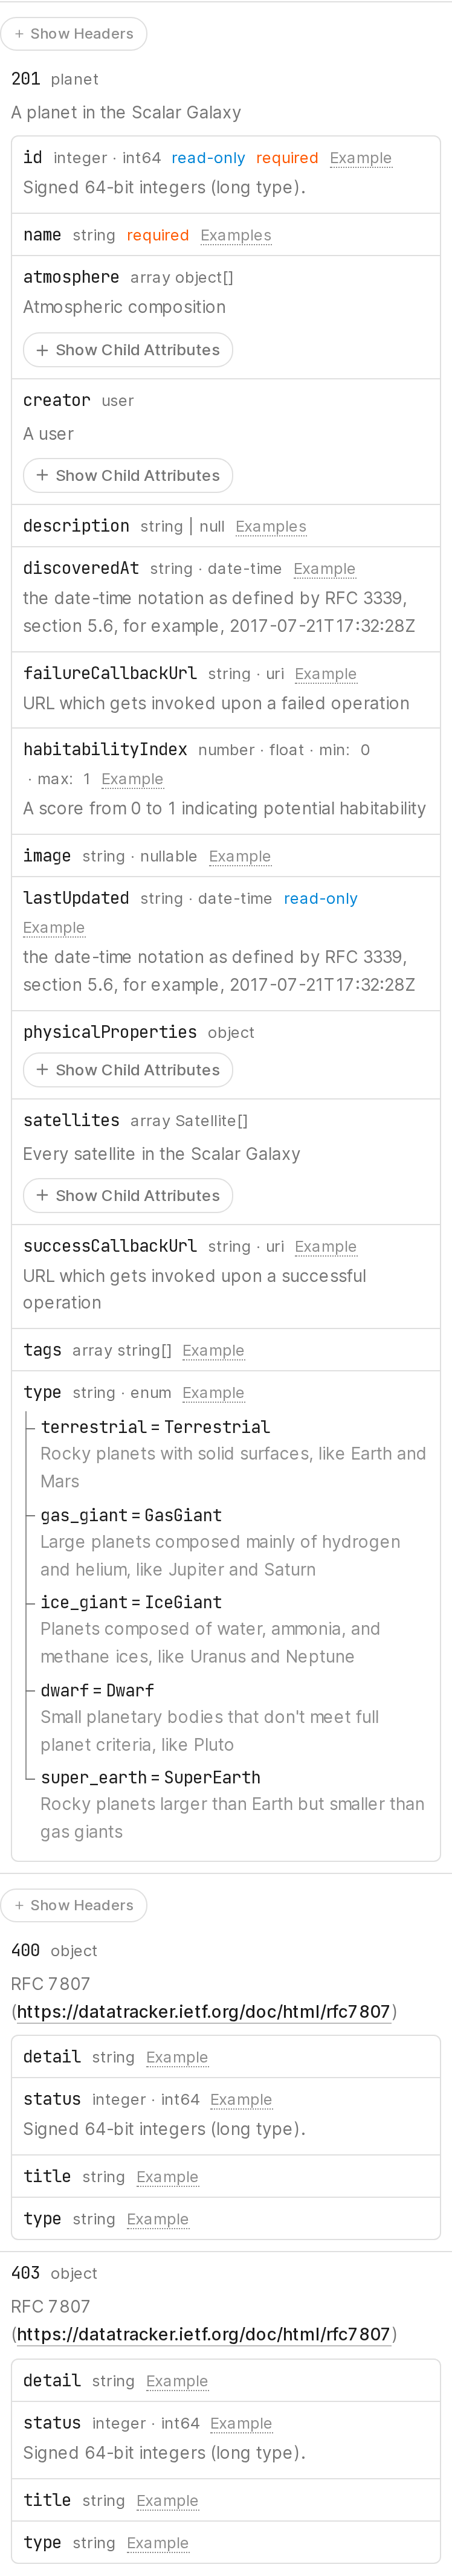 + Show Headers
201 planet
A planet in the Scalar Galaxy
id integer · int64 read-only required Example
Signed 64-bit integers (long type).
name string required Examples
atmosphere array object[]
Atmospheric composition
+ Show Child Attributes
creator user
A user
+ Show Child Attributes
description string | null Examples
discoveredAt string · date-time Example
the date-time notation as defined by RFC 3339,
section 5.6, for example, 2017-07-21T17:32:28Z
failureCallbackUrl string · uri Example
URL which gets invoked upon a failed operation
habitabilityIndex number · float · min: 0
· max: 1 Example
A score from 0 to 1 indicating potential habitability
image string · nullable Example
lastUpdated string · date-time read-only
Example
the date-time notation as defined by RFC 3339,
section 5.6, for example, 2017-07-21T17:32:28Z
physicalProperties object
+ Show Child Attributes
satellites array Satellite[]
Every satellite in the Scalar Galaxy
+ Show Child Attributes
successCallbackUrl string · uri Example
URL which gets invoked upon a successful
operation
tags array string[] Example
type string · enum Example
terrestrial = Terrestrial
Rocky planets with solid surfaces, like Earth and
Mars
gas_giant = GasGiant
Large planets composed mainly of hydrogen
and helium, like Jupiter and Saturn
ice_giant = IceGiant
Planets composed of water, ammonia, and
methane ices, like Uranus and Neptune
dwarf = Dwarf
Small planetary bodies that don't meet full
planet criteria, like Pluto
super_earth = SuperEarth
Rocky planets larger than Earth but smaller than
gas giants
+ Show Headers
400 object
RFC 7807
(https://datatracker.ietf.org/doc/html/rfc7807)
detail string Example
status integer · int64 Example
Signed 64-bit integers (long type).
title string Example
type string Example
403 object
RFC 7807
(https://datatracker.ietf.org/doc/html/rfc7807)
detail string Example
status integer · int64 Example
Signed 64-bit integers (long type).
title string Example
type string Example